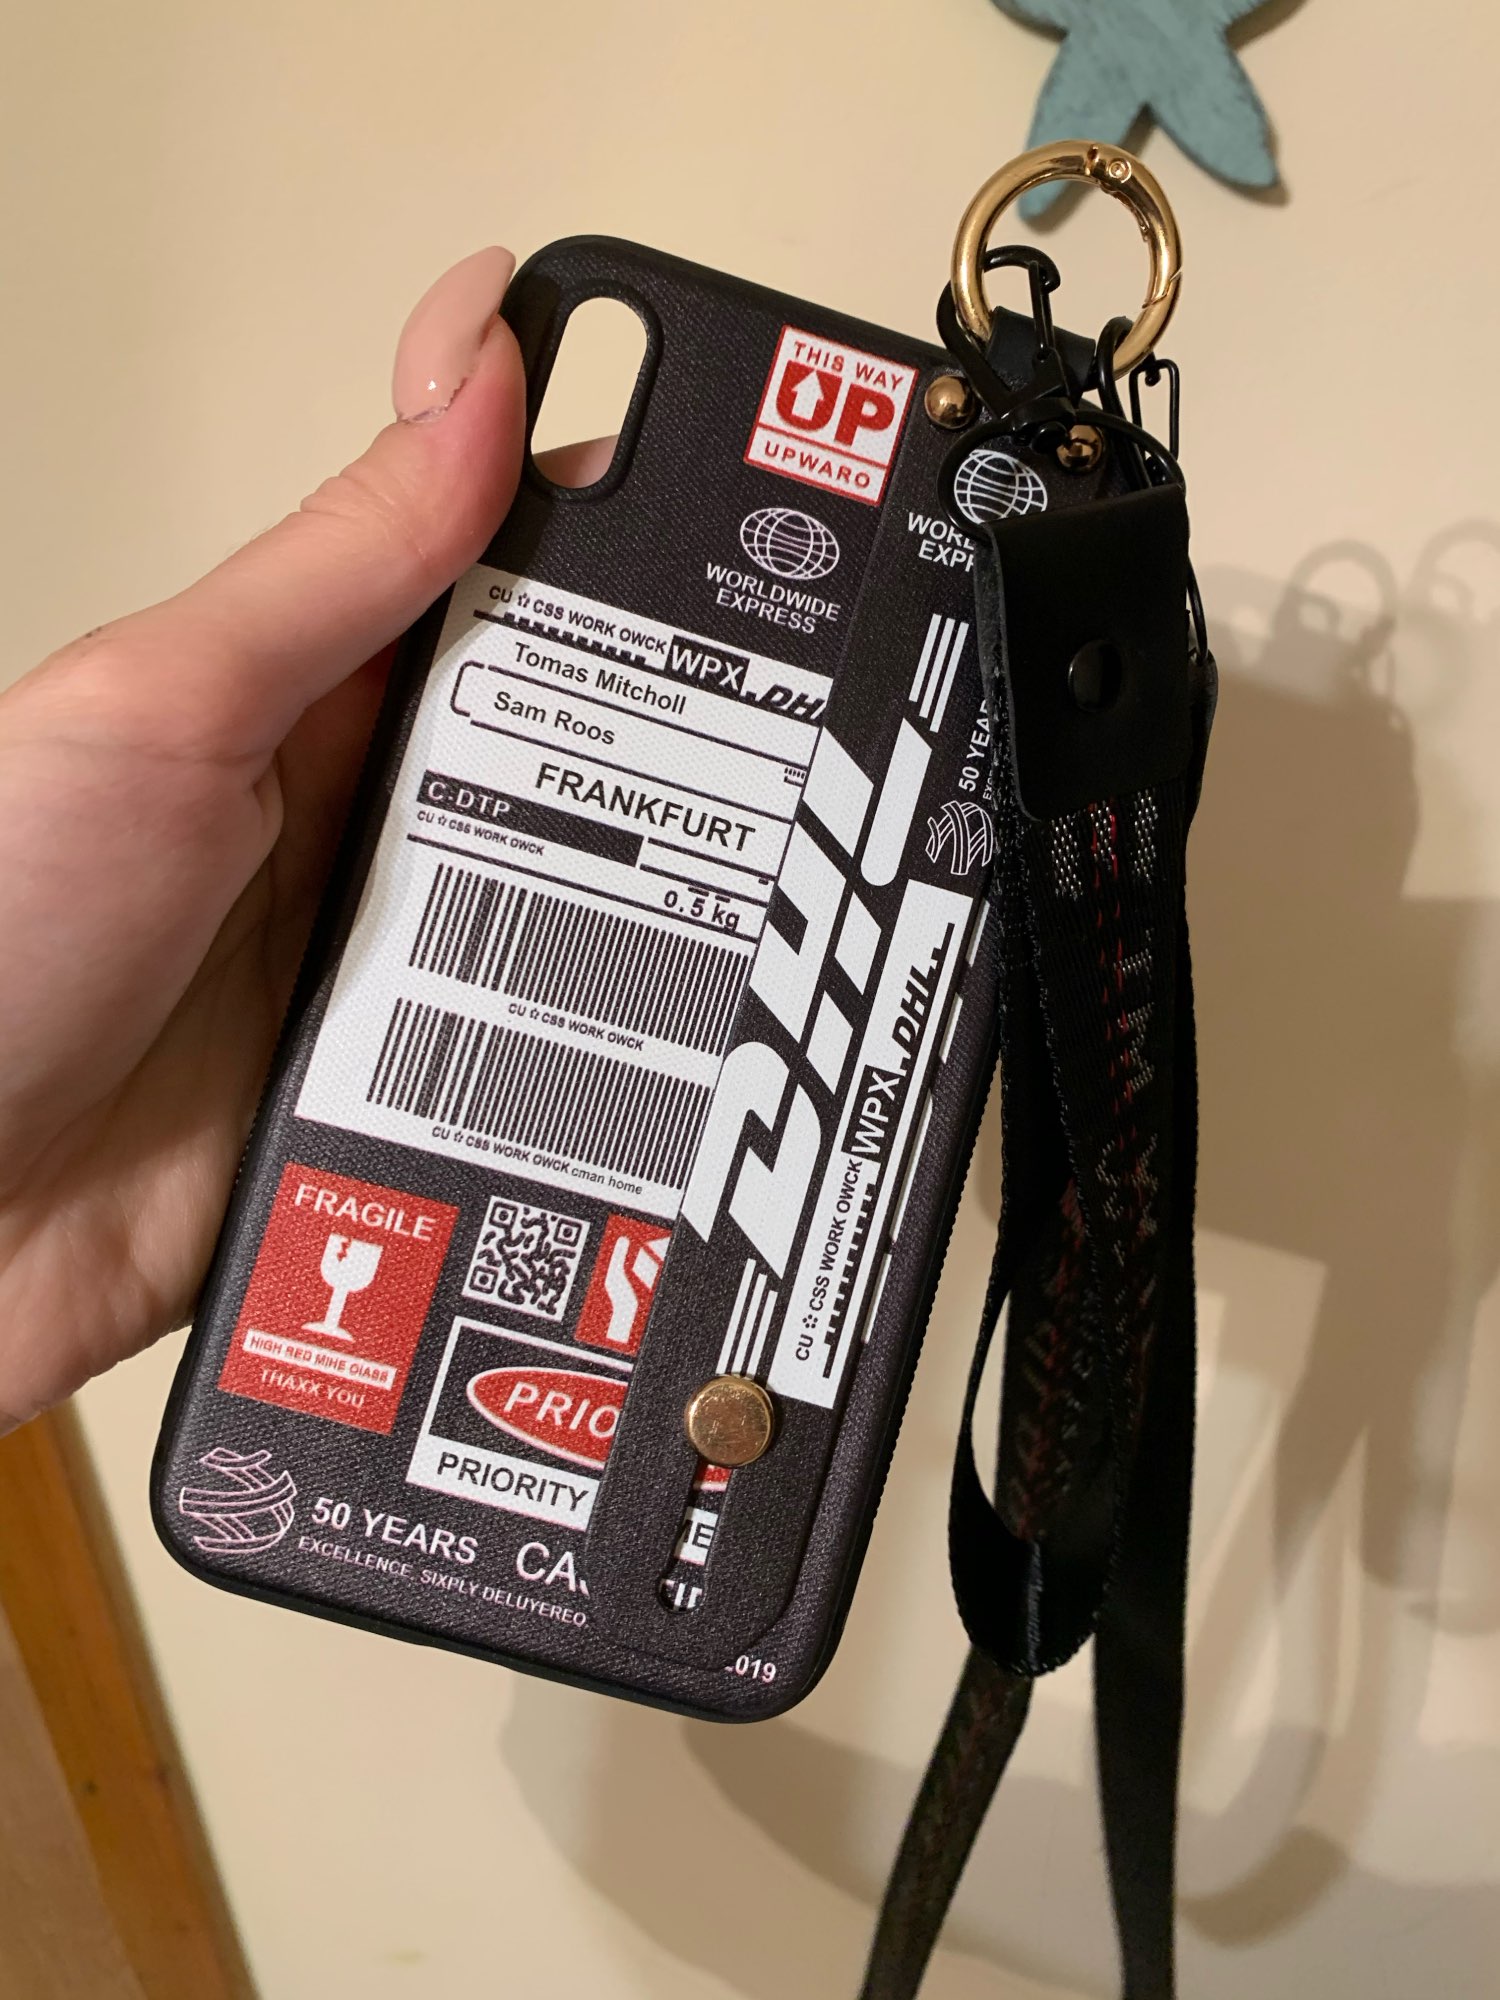 THIS WAY
UP
UPWARO
WORLDWIDE
EXPRESS
CU CSS WORK OWCK WPX
Tomas Mitcholl
Sam Roos
FRANKFURT
C:DTP
CU CSS WORK OWCK
0.5 kg
CU CSS WORK OWCK
CU CSS WORK OWCK cman home
FRAGILE
HIGH RED MIHE GIASS
THAXX YOU
PRIORITY
50 YEARS
EXCELLENCE. SIXPLY DELUYEREO
DHL
50
CU CSS WORK OWCK WPX DHL